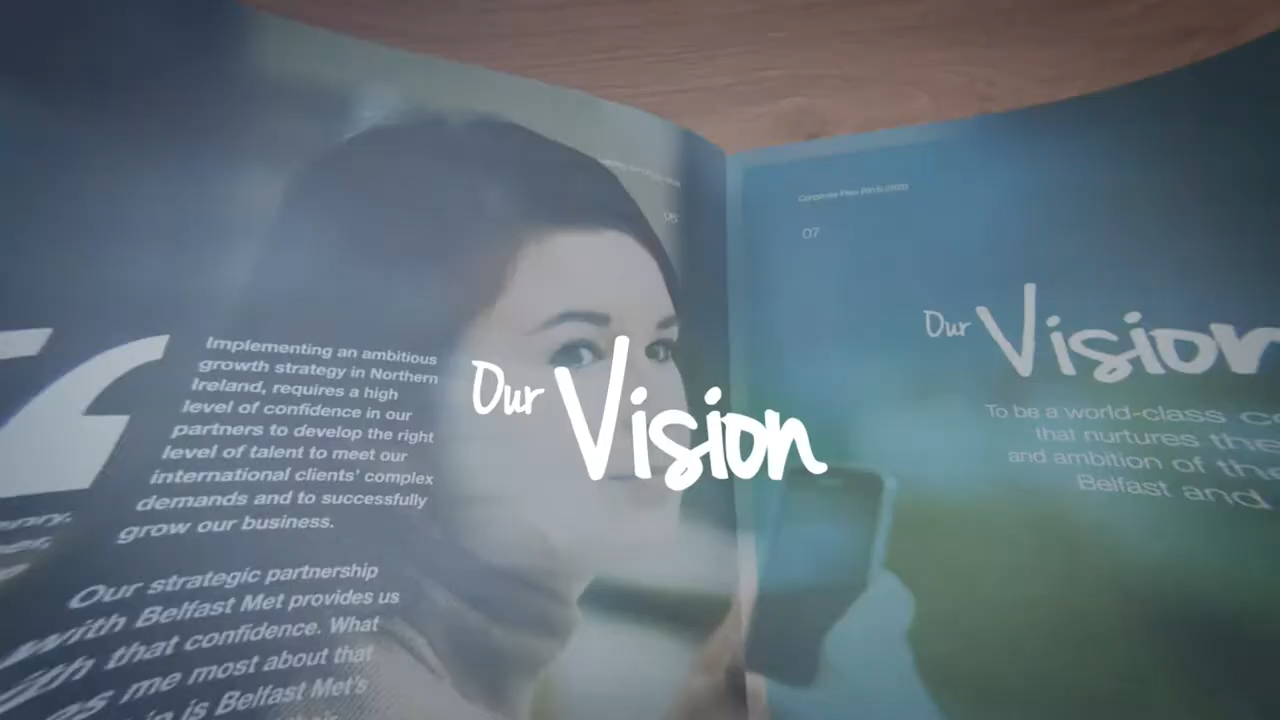 Implementing an ambitious
growth strategy in Northern
Ireland, requires a high
level of confidence in our
partners to develop the right
level of talent to meet our
international clients' complex
demands and to successfully
grow our business.
Our strategic partnership
with Belfast Met provides us
with that confidence. What
me most about that
is Belfast Met's
Our Vision
07
Our Vision
To be a world-class
that nurtures the
and ambition of the
Belfast and